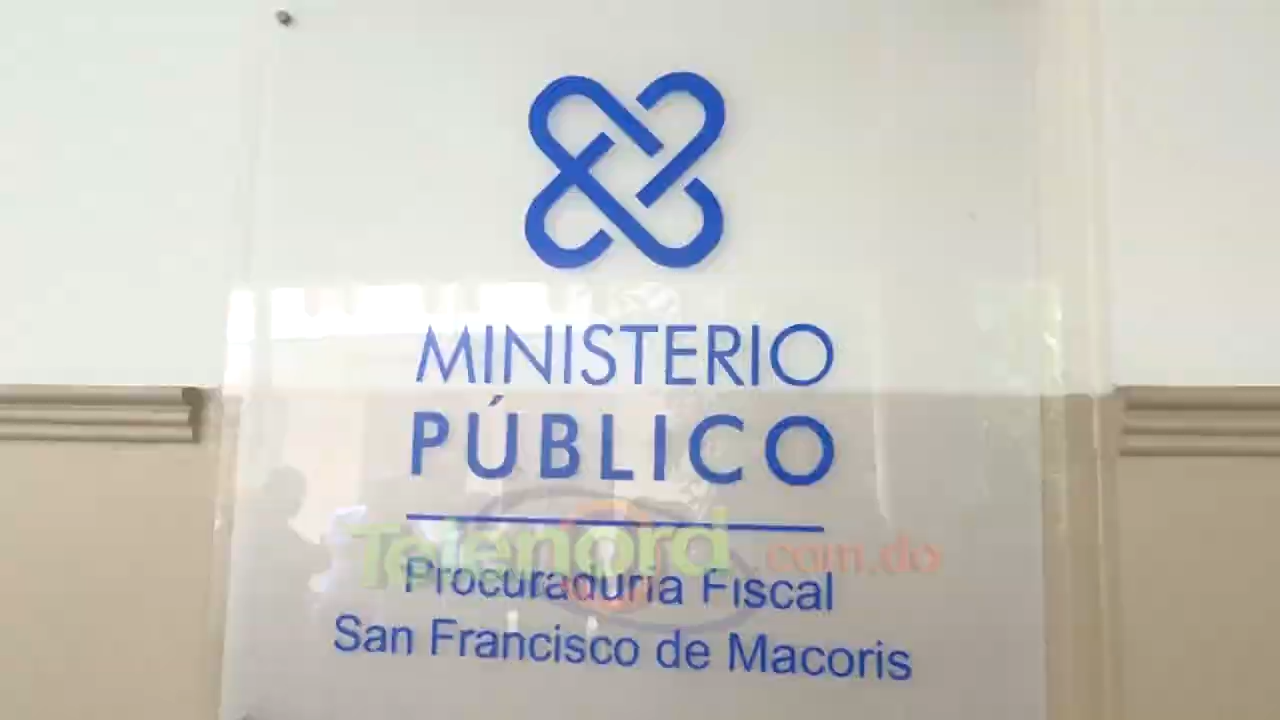 MINISTERIO
PÚBLICO
Telenord.com.do
Procuraduria Fiscal
San Francisco de Macoris